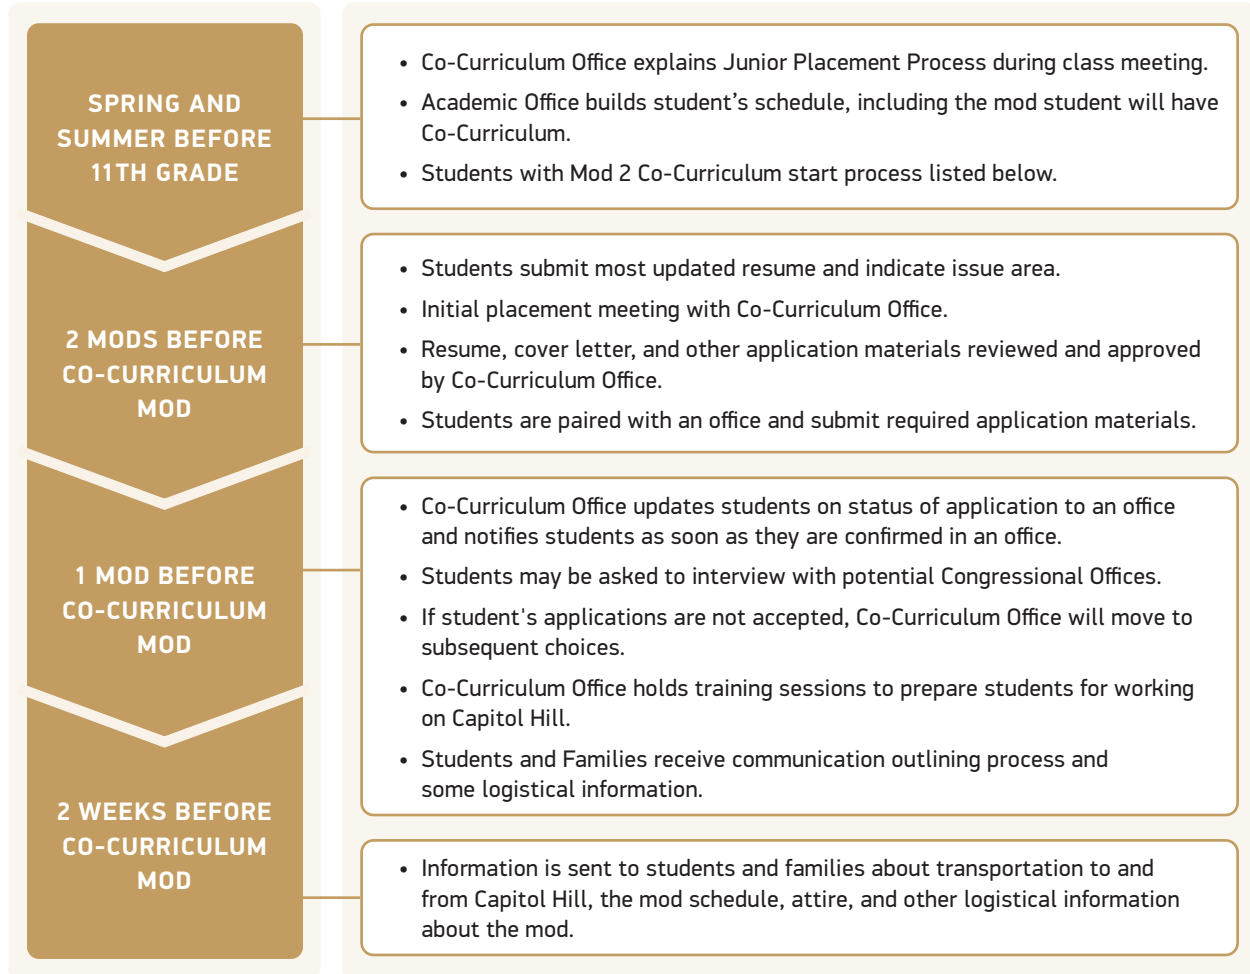 SPRING AND
SUMMER BEFORE
11TH GRADE
• Co-Curriculum Office explains Junior Placement Process during class meeting.
• Academic Office builds student’s schedule, including the mod student will have
Co-Curriculum.
• Students with Mod 2 Co-Curriculum start process listed below.
2 MODS BEFORE
CO-CURRICULUM
MOD
• Students submit most updated resume and indicate issue area.
• Initial placement meeting with Co-Curriculum Office.
• Resume, cover letter, and other application materials reviewed and approved
by Co-Curriculum Office.
• Students are paired with an office and submit required application materials.
1 MOD BEFORE
CO-CURRICULUM
MOD
• Co-Curriculum Office updates students on status of application to an office
and notifies students as soon as they are confirmed in an office.
• Students may be asked to interview with potential Congressional Offices.
• If student's applications are not accepted, Co-Curriculum Office will move to
subsequent choices.
• Co-Curriculum Office holds training sessions to prepare students for working
on Capitol Hill.
• Students and Families receive communication outlining process and
some logistical information.
2 WEEKS BEFORE
CO-CURRICULUM
MOD
• Information is sent to students and families about transportation to and
from Capitol Hill, the mod schedule, attire, and other logistical information
about the mod.